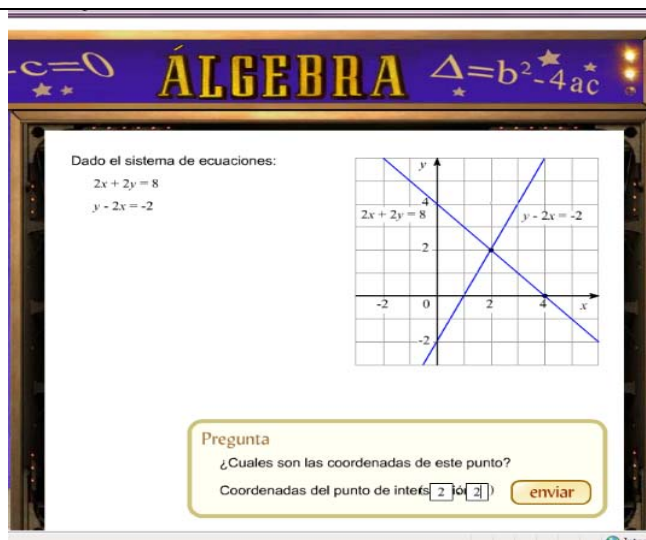 -c=0 ÁLGEBRA Δ=b²-4ac
Dado el sistema de ecuaciones:
2x + 2y = 8
y - 2x = -2
y
4
2x + 2y = 8
y - 2x = -2
2
-2 0 2 4 x
-2
Pregunta
¿Cuales son las coordenadas de este punto?
Coordenadas del punto de 2 2 )
enviar